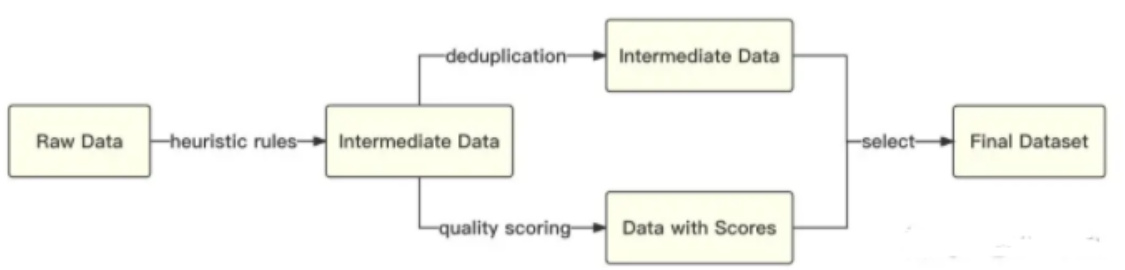 deduplication
Intermediate Data
Raw Data
heuristic rules
Intermediate Data
select
Final Dataset
quality scoring
Data with Scores